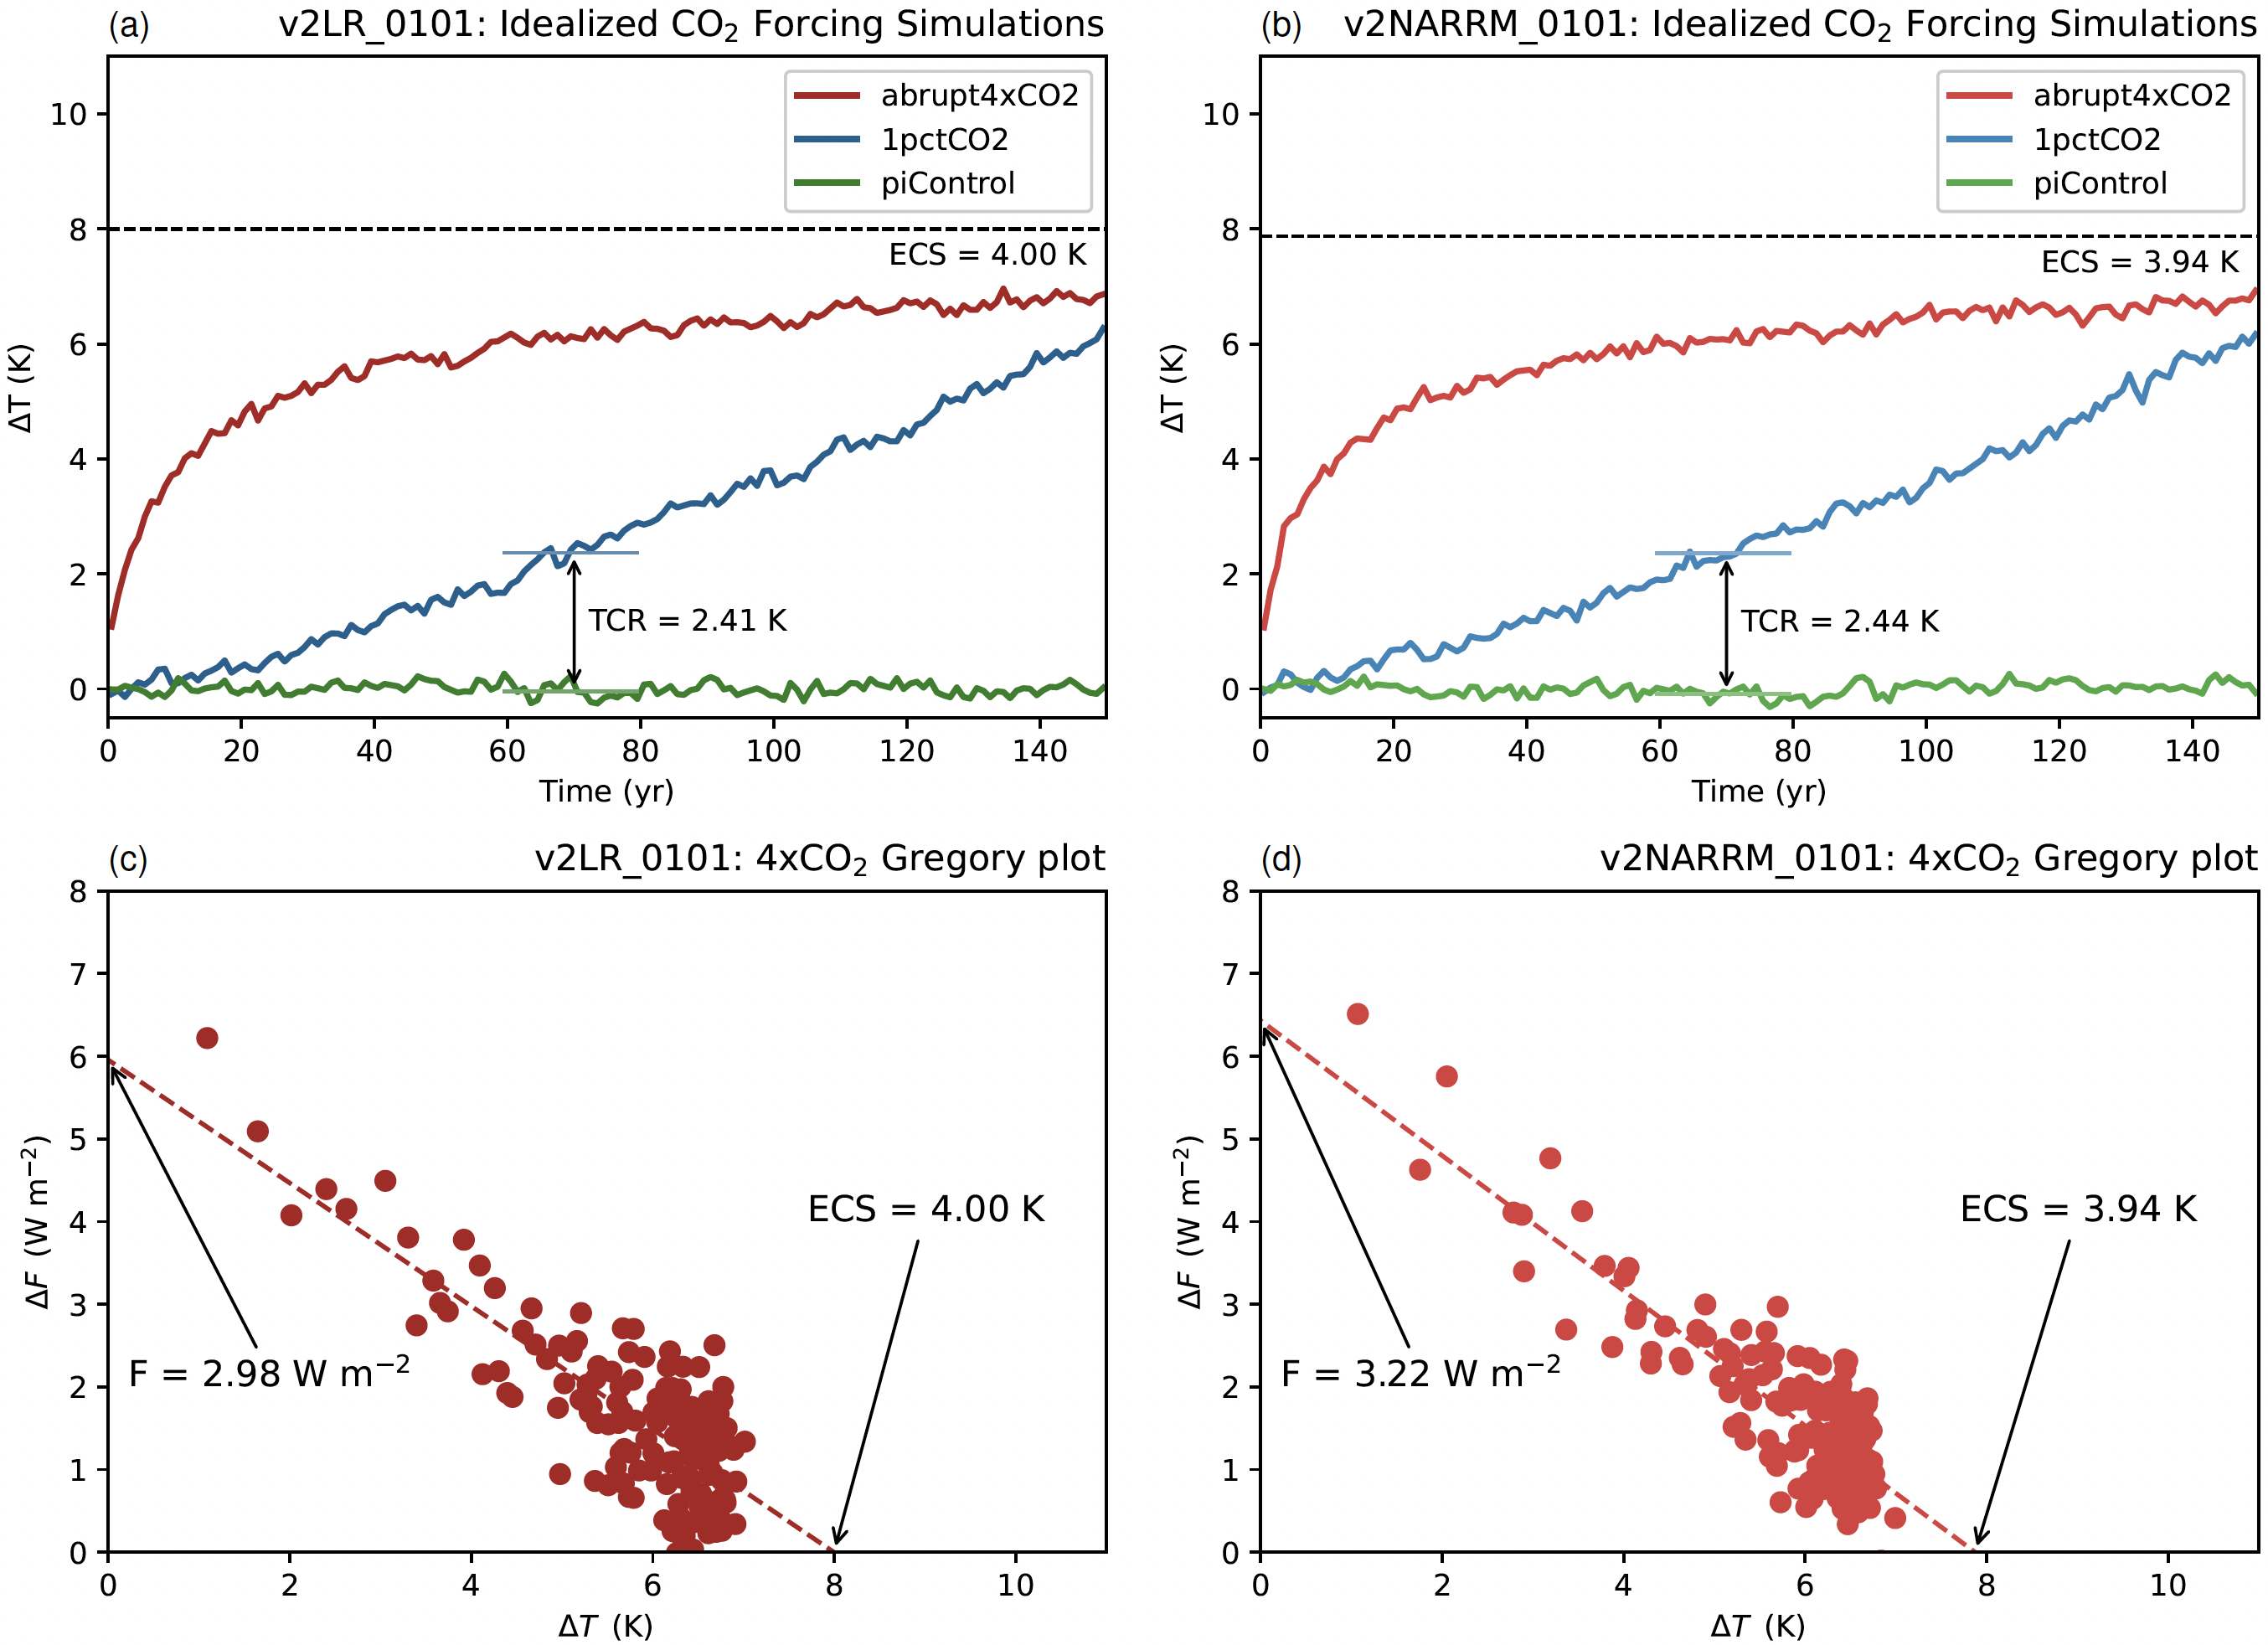 (a) v2LR_0101: Idealized CO₂ Forcing Simulations
abrupt4xCO2
1pctCO2
piControl
ECS = 4.00 K
TCR = 2.41 K
ΔT (K)
10
8
6
4
2
0
0 20 40 60 80 100 120 140
Time (yr)
(b) v2NARRM_0101: Idealized CO₂ Forcing Simulations
abrupt4xCO2
1pctCO2
piControl
ECS = 3.94 K
TCR = 2.44 K
ΔT (K)
10
8
6
4
2
0
0 20 40 60 80 100 120 140
Time (yr)
(c) v2LR_0101: 4xCO₂ Gregory plot
ECS = 4.00 K
F = 2.98 W m⁻²
ΔF (W m⁻²)
8
7
6
5
4
3
2
1
0
0 2 4 6 8 10
ΔT (K)
(d) v2NARRM_0101: 4xCO₂ Gregory plot
ECS = 3.94 K
F = 3.22 W m⁻²
ΔF (W m⁻²)
8
7
6
5
4
3
2
1
0
0 2 4 6 8 10
ΔT (K)